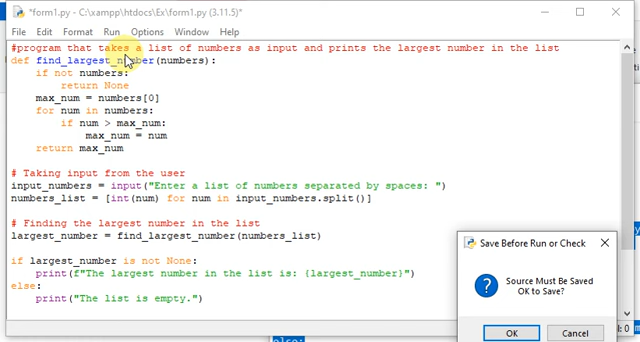 *form1.py - C:\xampp\htdocs\Ex\form1.py (3.11.5)*
File Edit Format Run Options Window Help
#program that takes a list of numbers as input and prints the largest number in the list
def find_largest_number(numbers):
    if not numbers:
        return None
    max_num = numbers[0]
    for num in numbers:
        if num > max_num:
            max_num = num
    return max_num
# Taking input from the user
input_numbers = input("Enter a list of numbers separated by spaces: ")
numbers_list = [int(num) for num in input_numbers.split()]
# Finding the largest number in the list
largest_number = find_largest_number(numbers_list)
if largest_number is not None:
    print(f"The largest number in the list is: {largest_number}")
else:
    print("The list is empty.")
Save Before Run or Check
Source Must Be Saved
OK to Save?
OK Cancel
else: